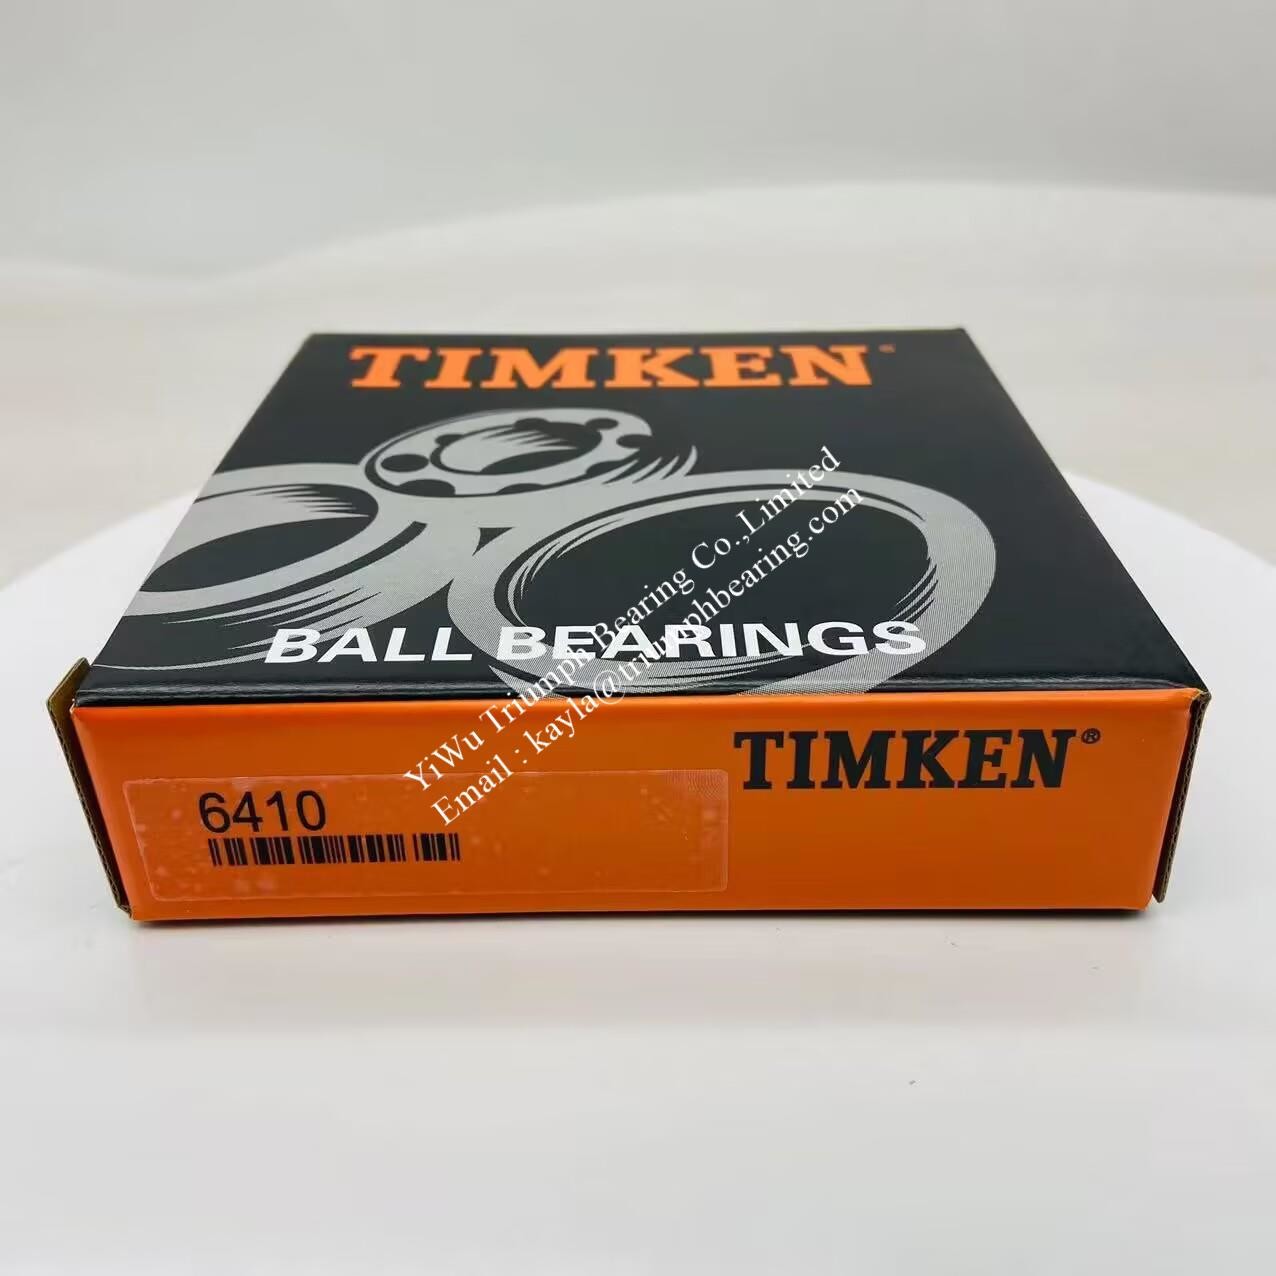 TIMKEN®
BALL BEARINGS
YiWu Triumph Bearing Co.,Limited
Email : kayla@triumphbearing.com
TIMKEN®
6410